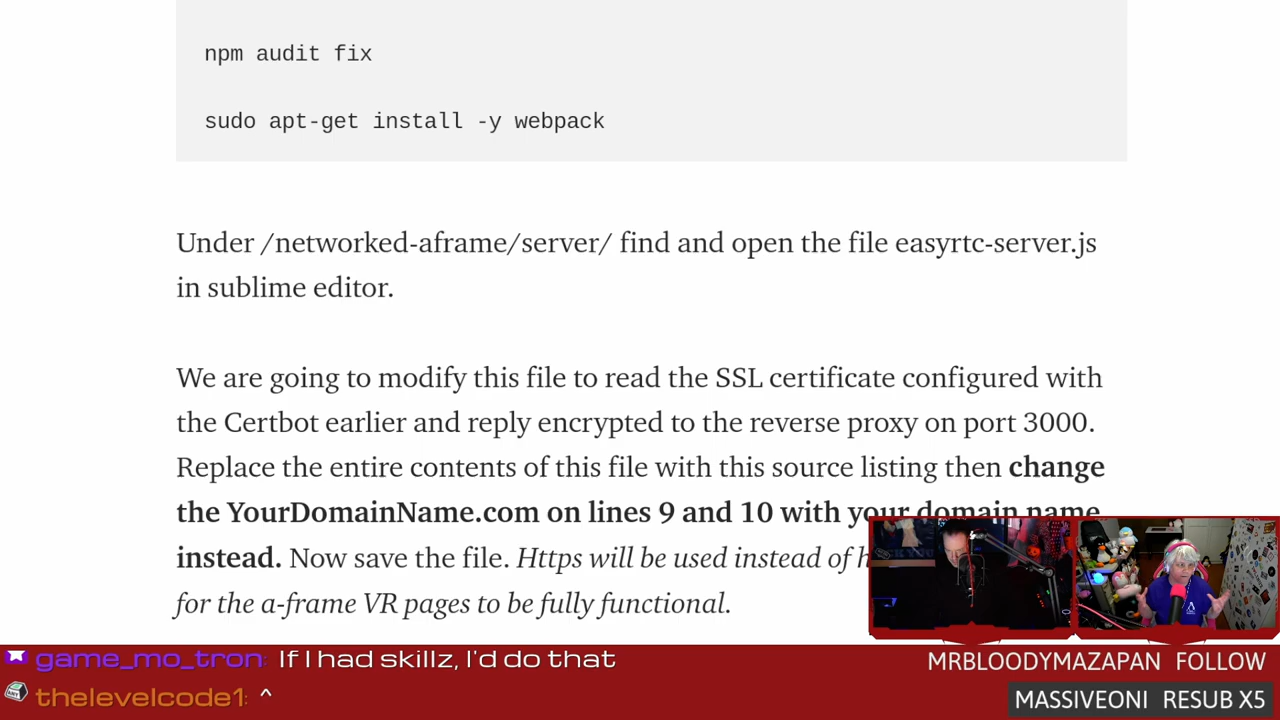 npm audit fix
sudo apt-get install -y webpack
Under /networked-aframe/server/ find and open the file easyrtc-server.js
in sublime editor.
We are going to modify this file to read the SSL certificate configured with
the Certbot earlier and reply encrypted to the reverse proxy on port 3000.
Replace the entire contents of this file with this source listing then change
the YourDomainName.com on lines 9 and 10 with your domain name
instead. Now save the file. Https will be used instead of
for the a-frame VR pages to be fully functional.
game_mo_tron: If I had skillz, I'd do that
thelevelcode1: ^
MRBLOODYMAZAPAN FOLLOW
MASSIVEONI RESUB X5